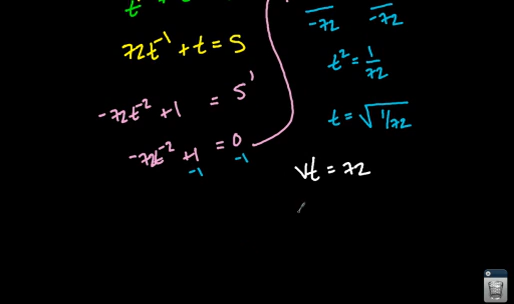 72t⁻¹ + t = S
-72t⁻² + 1 = S'
-72t⁻² + 1 = 0
-1 -1
-72 -72
t² = 1/72
t = √1/72
vt = 72